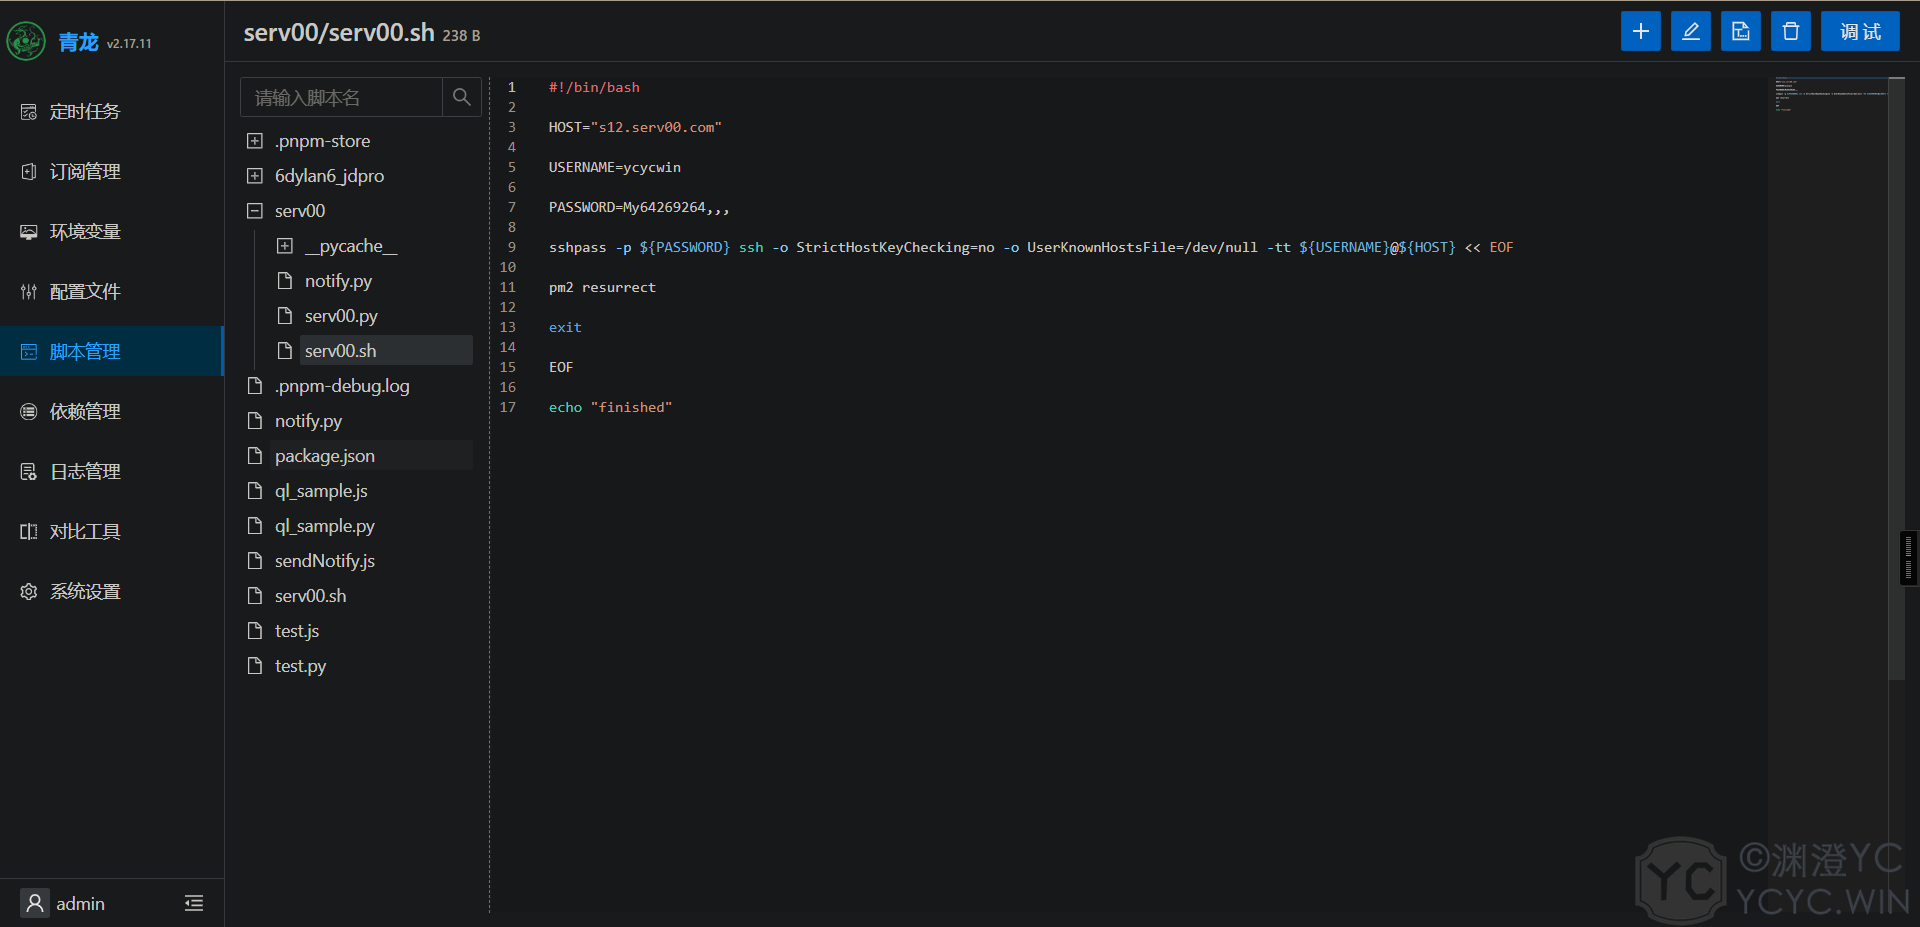 青龙 v2.17.11
定时任务
订阅管理
环境变量
配置文件
脚本管理
依赖管理
日志管理
对比工具
系统设置
admin
serv00/serv00.sh 238 B
调 试
请输入脚本名
.pnpm-store
6dylan6_jdpro
serv00
__pycache__
notify.py
serv00.py
serv00.sh
.pnpm-debug.log
notify.py
package.json
ql_sample.js
ql_sample.py
sendNotify.js
serv00.sh
test.js
test.py
1 #!/bin/bash
2
3 HOST="s12.serv00.com"
4
5 USERNAME=ycycwin
6
7 PASSWORD=My64269264,,,
8
9 sshpass -p ${PASSWORD} ssh -o StrictHostKeyChecking=no -o UserKnownHostsFile=/dev/null -tt ${USERNAME}@${HOST} << EOF
10
11 pm2 resurrect
12
13 exit
14
15 EOF
16
17 echo "finished"
YC
©渊澄YC
YCYC.WIN